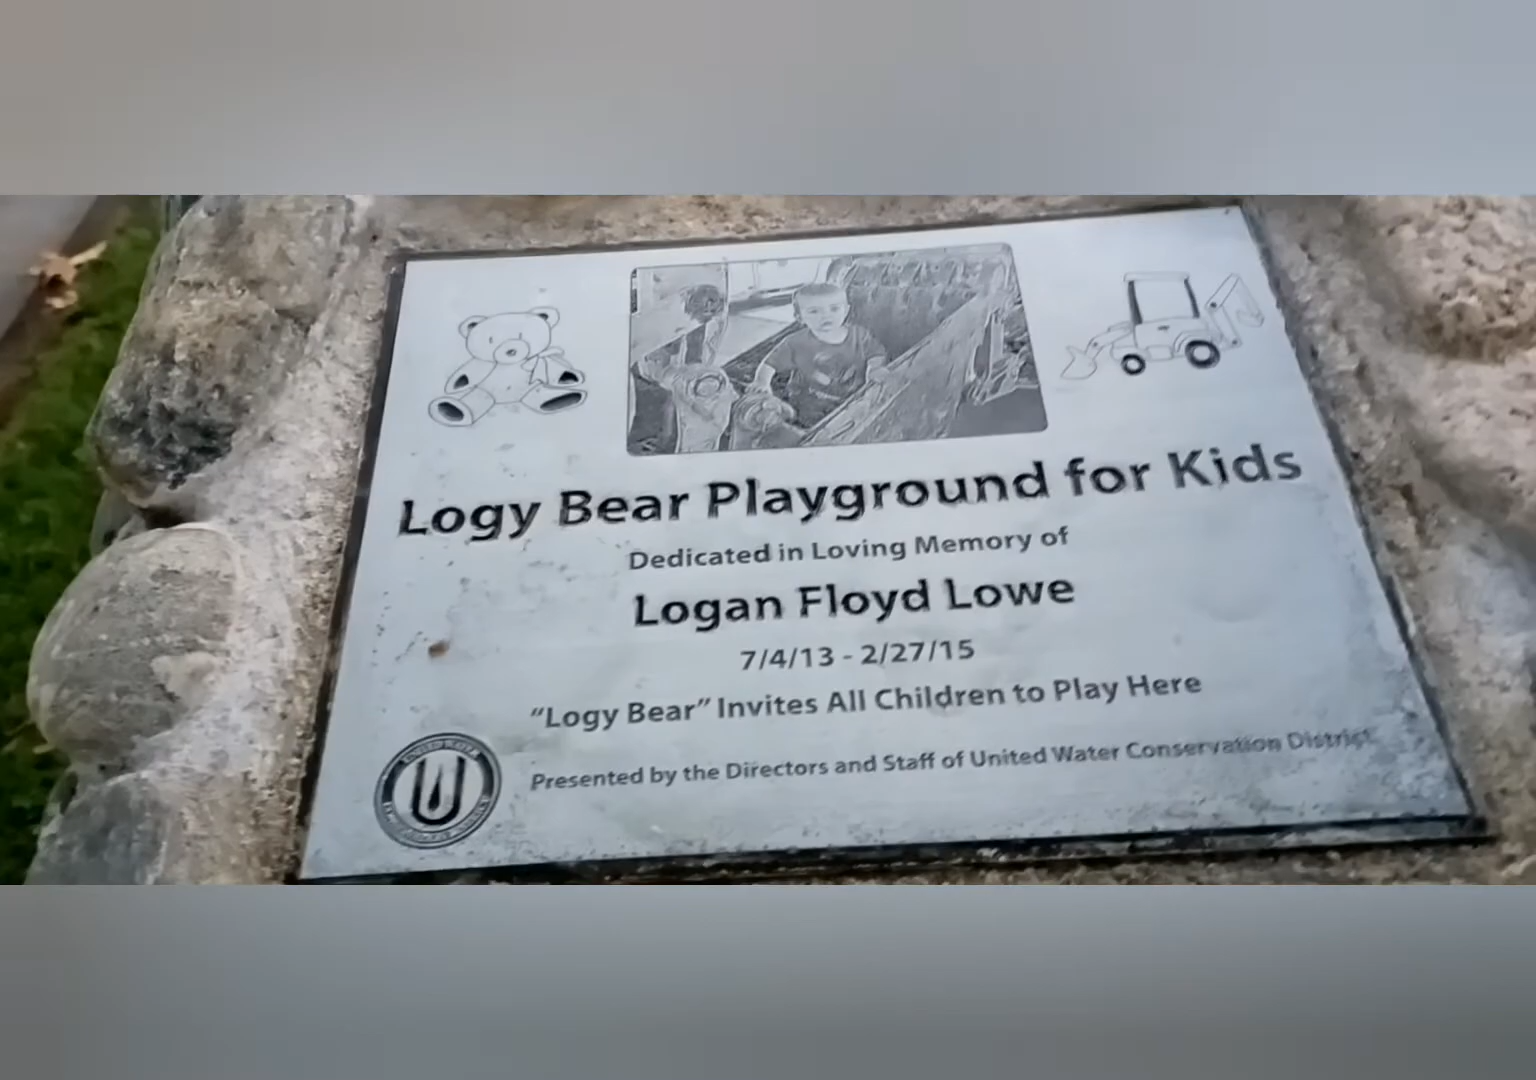 Logy Bear Playground for Kids
Dedicated in Loving Memory of
Logan Floyd Lowe
7/4/13 - 2/27/15
“Logy Bear” Invites All Children to Play Here
Presented by the Directors and Staff of United Water Conservation District